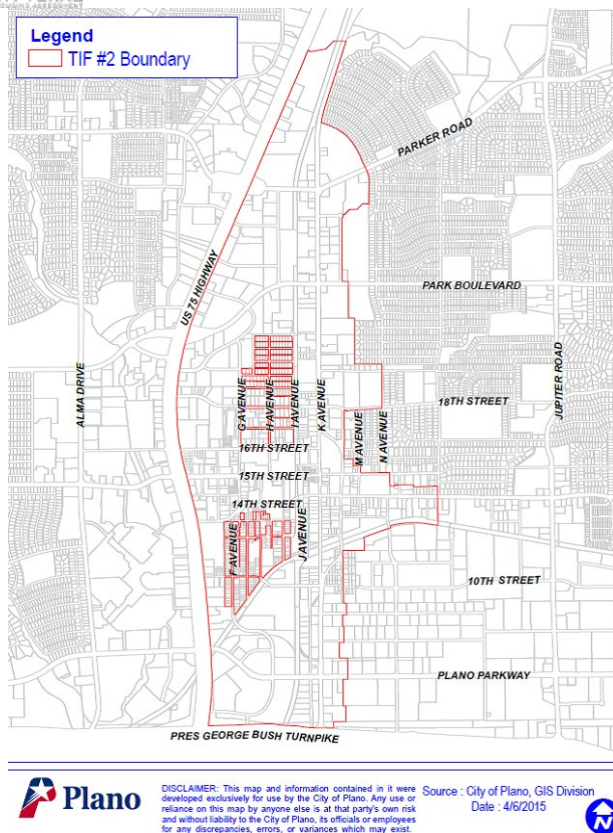 Legend
TIF #2 Boundary
PARKER ROAD
US 75 HIGHWAY
PARK BOULEVARD
ALMA DRIVE
JUPITER ROAD
G AVENUE
H AVENUE
I AVENUE
K AVENUE
18TH STREET
M AVENUE
N AVENUE
16TH STREET
15TH STREET
14TH STREET
F AVENUE
J AVENUE
10TH STREET
PLANO PARKWAY
PRES GEORGE BUSH TURNPIKE
Plano
DISCLAIMER: This map and information contained in it were
developed exclusively for use by the City of Plano. Any use or
reliance on this map by anyone else is at that party's own risk
and without liability to the City of Plano, its officials or employees
for any discrepancies, errors, or variances which may exist.
Source : City of Plano, GIS Division
Date : 4/6/2015
N